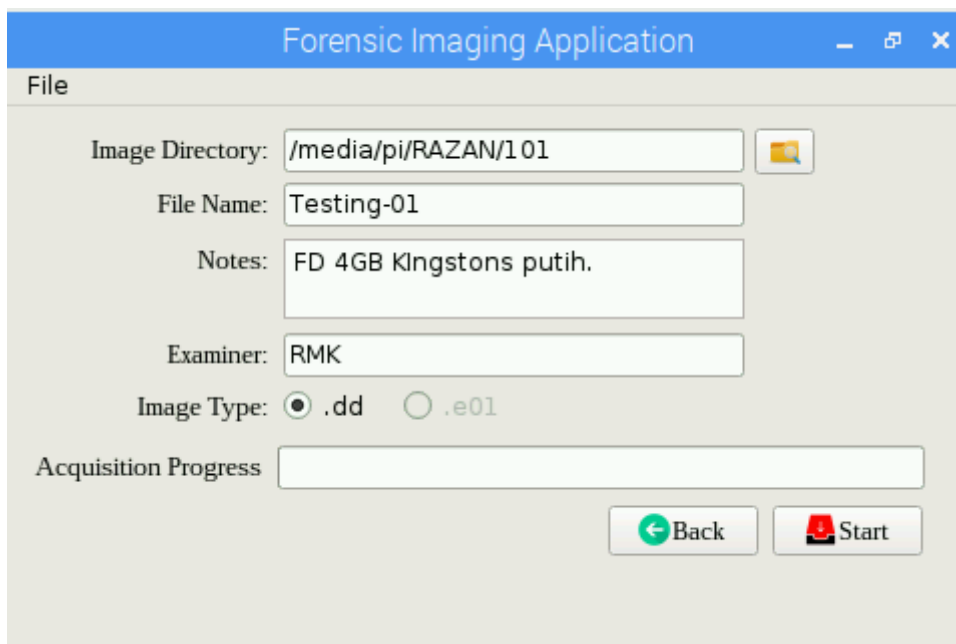 Forensic Imaging Application
File
Image Directory: /media/pi/RAZAN/101
File Name: Testing-01
Notes: FD 4GB KIngstons putih.
Examiner: RMK
Image Type: .dd .e01
Acquisition Progress
Back Start